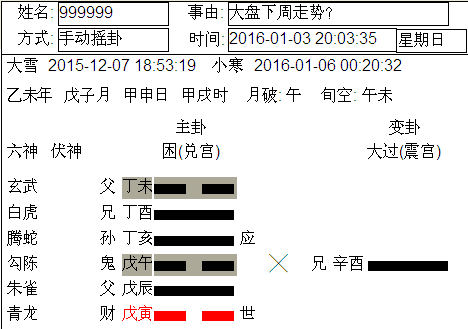 姓名: 999999 事由: 大盘下周走势?
方式: 手动摇卦 时间: 2016-01-03 20:03:35 星期日
大雪 2015-12-07 18:53:19 小寒 2016-01-06 00:20:32
乙未年 戊子月 甲申日 甲戌时 月破: 午 旬空: 午未
主卦 变卦
六神 伏神 困(兑宫) 大过(震宫)
玄武 父 丁未
白虎 兄 丁酉
腾蛇 孙 丁亥 应
勾陈 鬼 戊午 兄 辛酉
朱雀 父 戊辰
青龙 财 戊寅 世